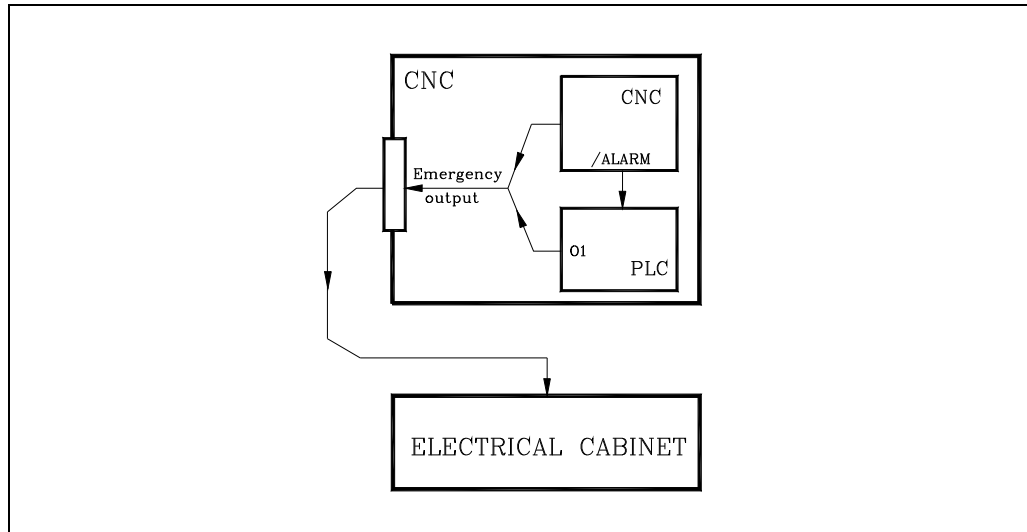 CNC
CNC
/ALARM
Emergency
output
O1
PLC
ELECTRICAL CABINET